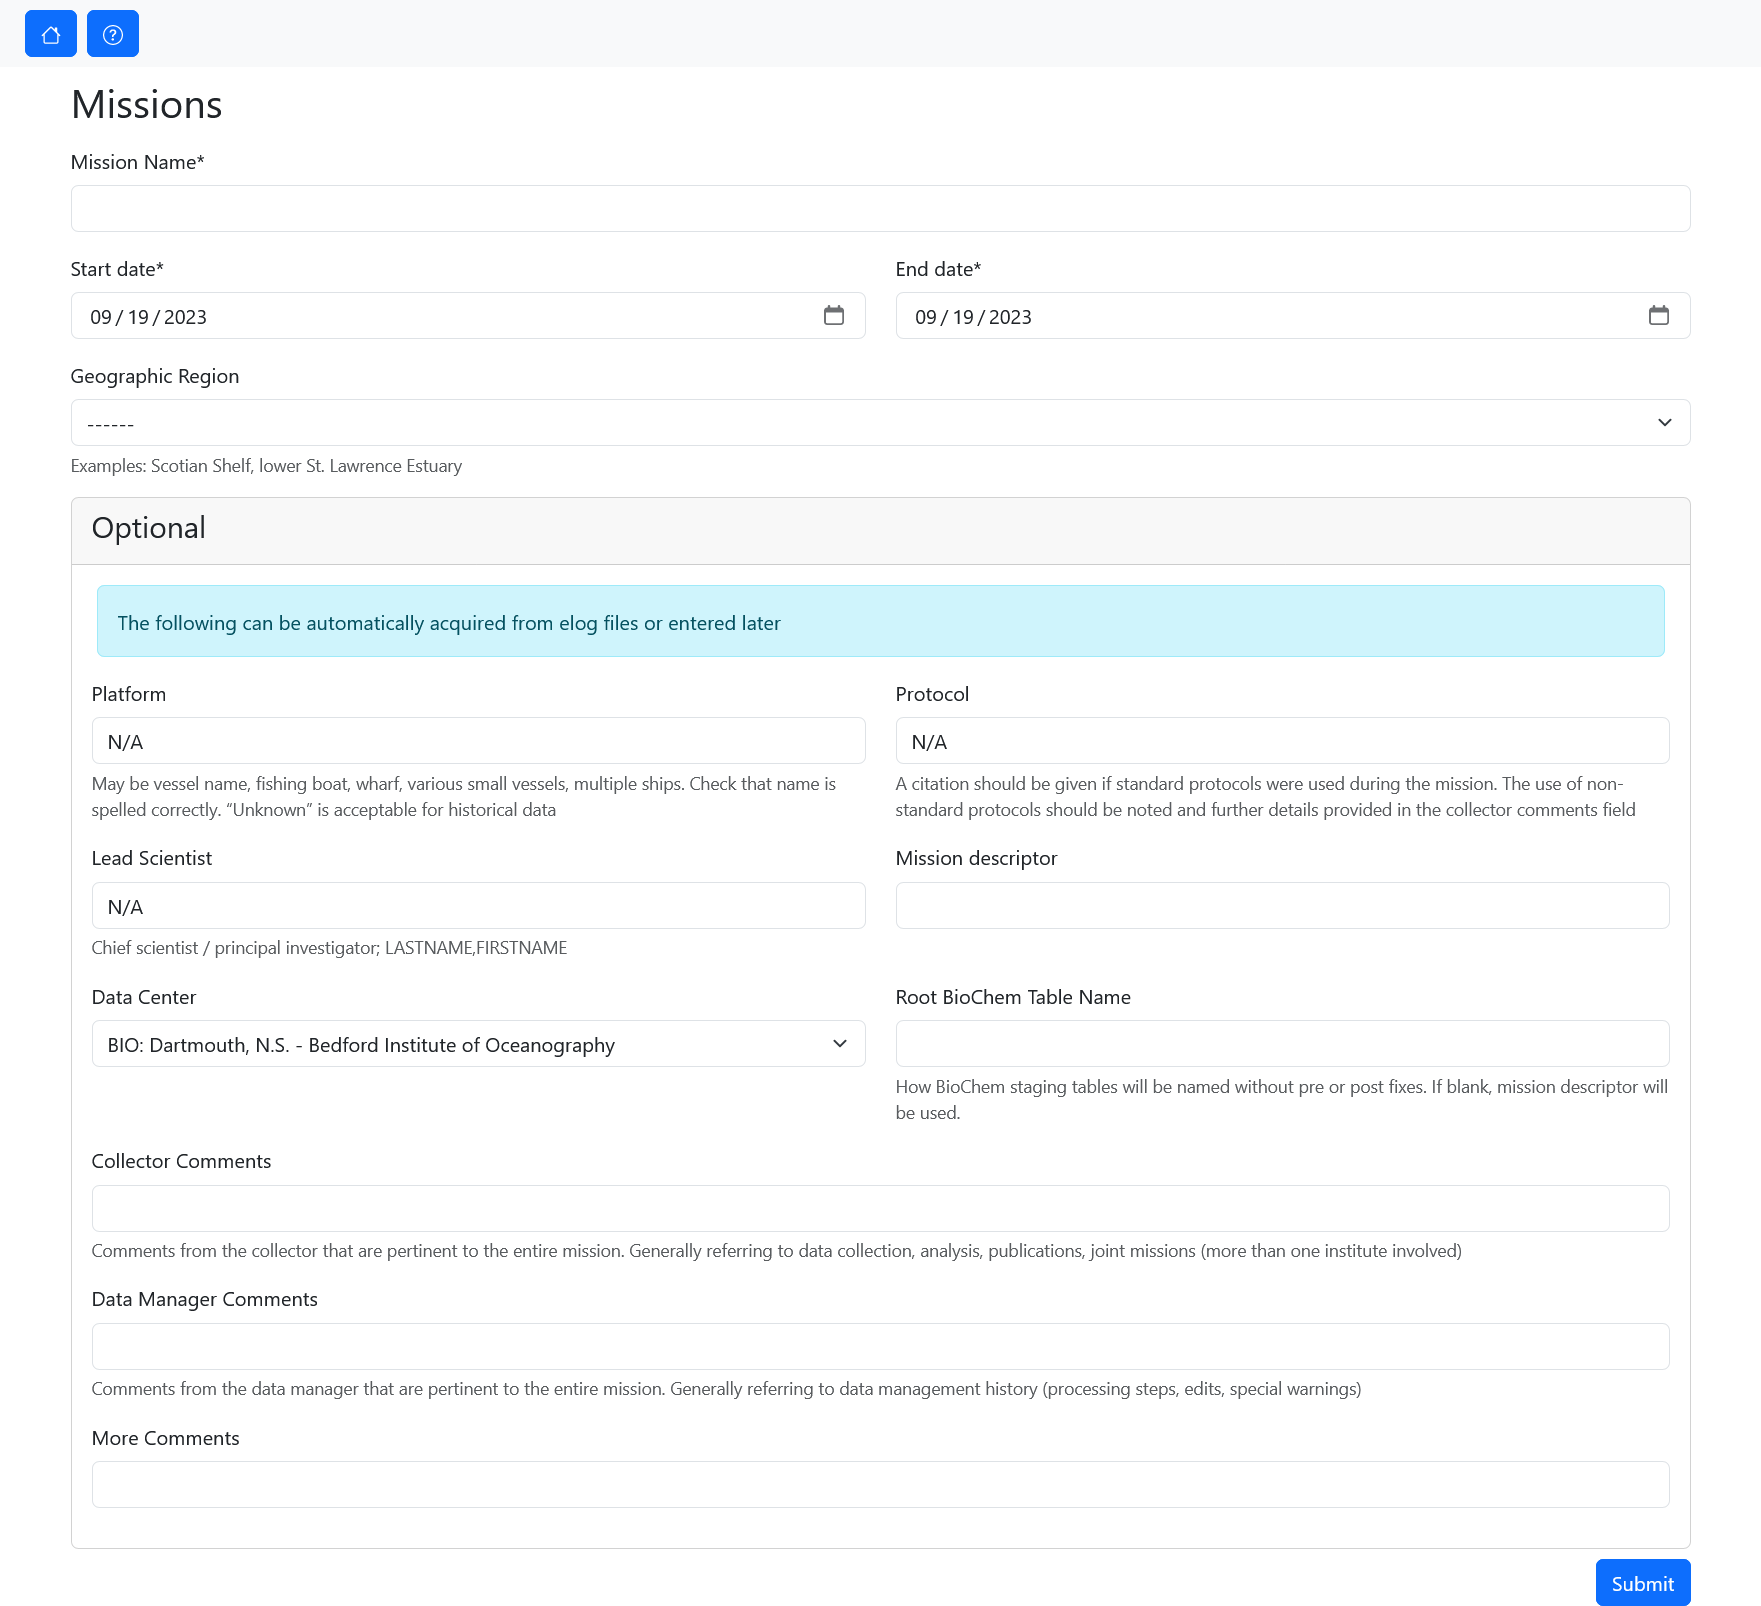 Missions
Mission Name*
Start date*
End date*
09 / 19 / 2023
09 / 19 / 2023
Geographic Region
------
Examples: Scotian Shelf, lower St. Lawrence Estuary
Optional
The following can be automatically acquired from elog files or entered later
Platform
Protocol
N/A
N/A
May be vessel name, fishing boat, wharf, various small vessels, multiple ships. Check that name is
spelled correctly. “Unknown” is acceptable for historical data
A citation should be given if standard protocols were used during the mission. The use of non-
standard protocols should be noted and further details provided in the collector comments field
Lead Scientist
Mission descriptor
N/A
Chief scientist / principal investigator; LASTNAME,FIRSTNAME
Data Center
Root BioChem Table Name
BIO: Dartmouth, N.S. - Bedford Institute of Oceanography
How BioChem staging tables will be named without pre or post fixes. If blank, mission descriptor will
be used.
Collector Comments
Comments from the collector that are pertinent to the entire mission. Generally referring to data collection, analysis, publications, joint missions (more than one institute involved)
Data Manager Comments
Comments from the data manager that are pertinent to the entire mission. Generally referring to data management history (processing steps, edits, special warnings)
More Comments
Submit